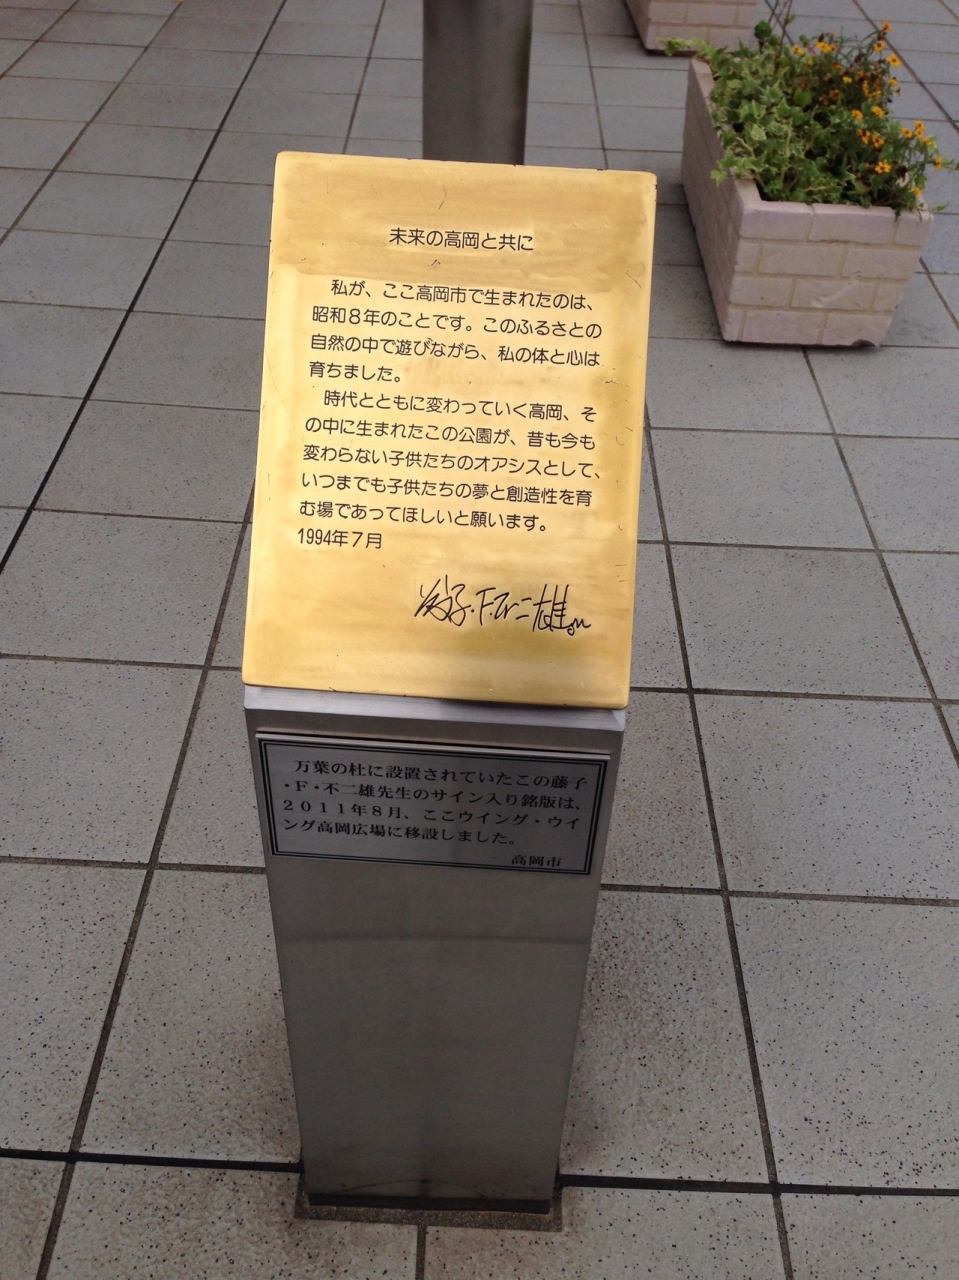 未来の高岡と共に
私が、ここ高岡市で生まれたのは、
昭和8年のことです。このふるさとの
自然の中で遊びながら、私の体と心は
育ちました。
時代とともに変わっていく高岡、そ
の中に生まれたこの公園が、昔も今も
変わらない子供たちのオアシスとして、
いつまでも子供たちの夢と創造性を育
む場であってほしいと願います。
1994年7月
藤子・F・不二雄
万葉の杜に設置されていたこの藤子
・F・不二雄先生のサイン入り銘版は、
2011年8月、ここウイング・ウイ
ング高岡広場に移設しました。
高岡市